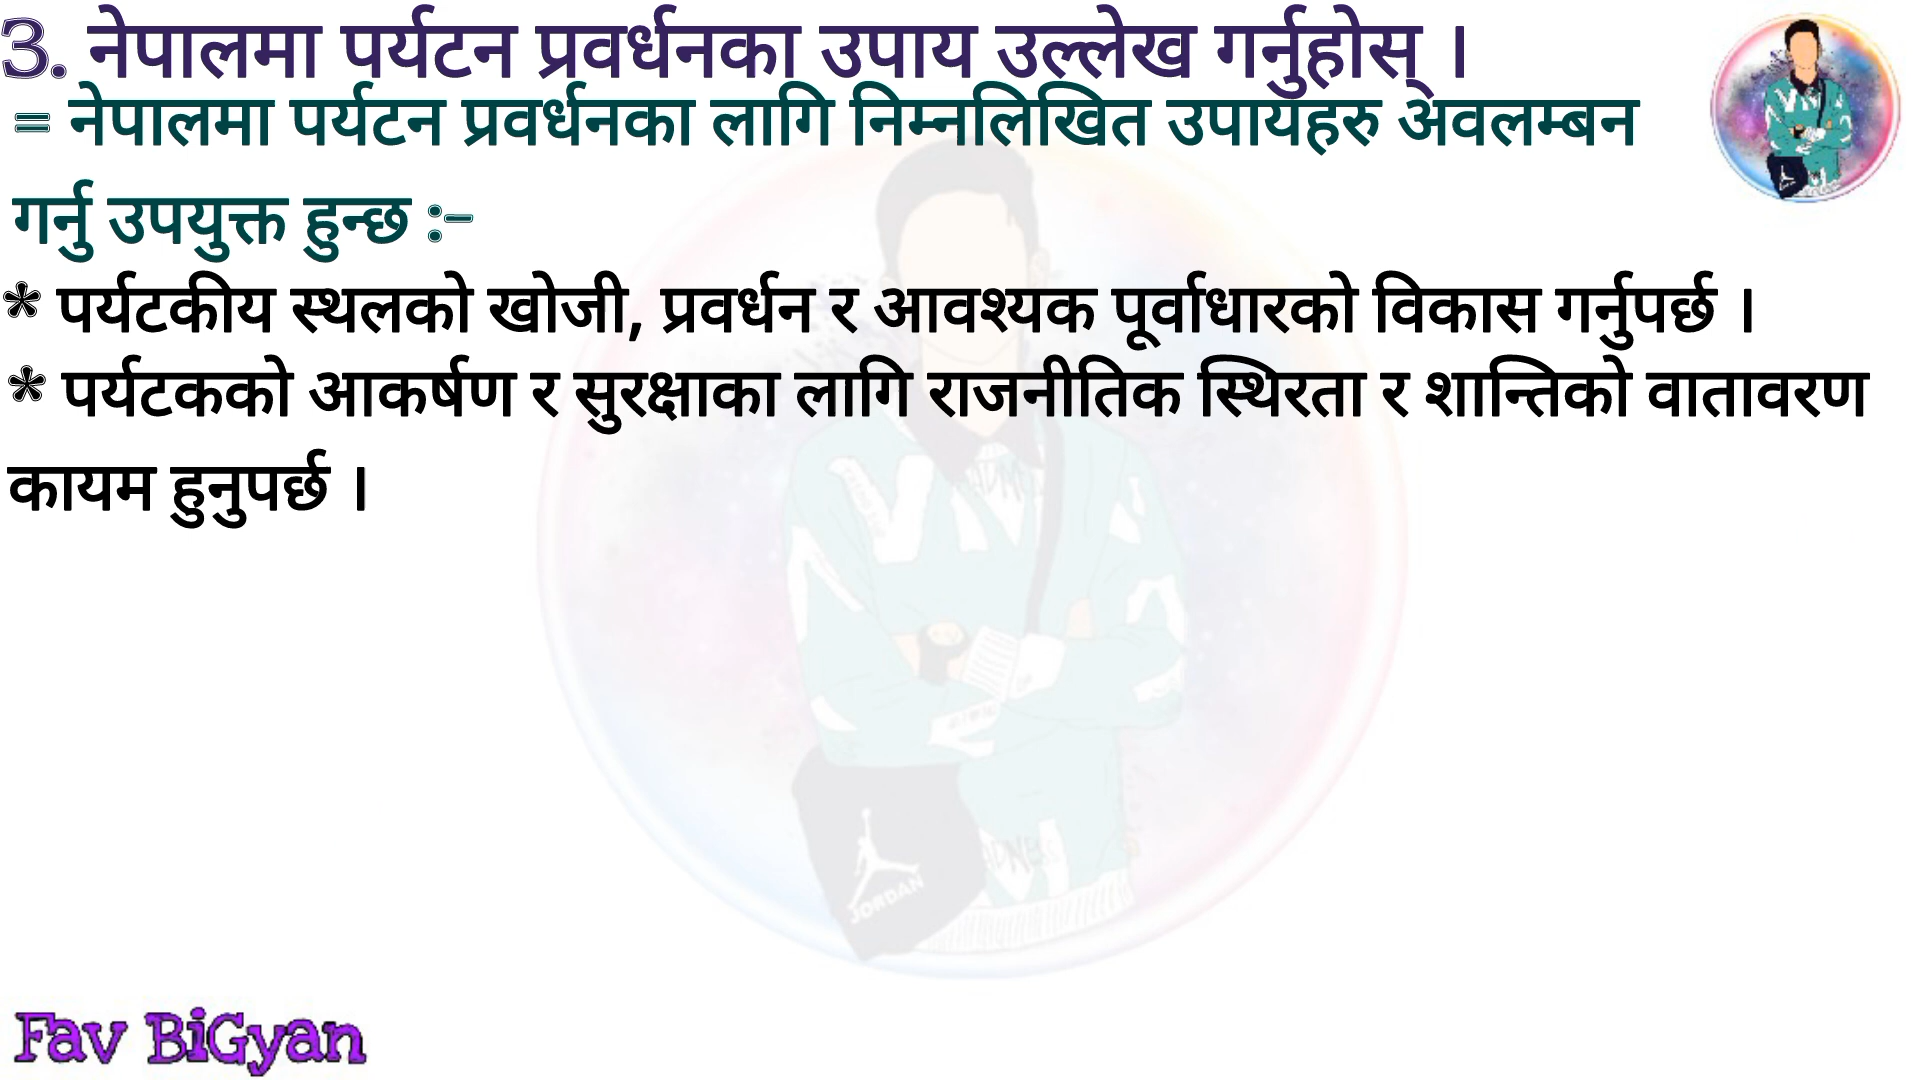 3. नेपालमा पर्यटन प्रवर्धनका उपाय उल्लेख गर्नुहोस् ।
= नेपालमा पर्यटन प्रवर्धनका लागि निम्नलिखित उपायहरु अवलम्बन
गर्नु उपयुक्त हुन्छ :-
* पर्यटकीय स्थलको खोजी, प्रवर्धन र आवश्यक पूर्वाधारको विकास गर्नुपर्छ ।
* पर्यटकको आकर्षण र सुरक्षाका लागि राजनीतिक स्थिरता र शान्तिको वातावरण
कायम हुनुपर्छ ।
JORDAN
Fav BiGyan